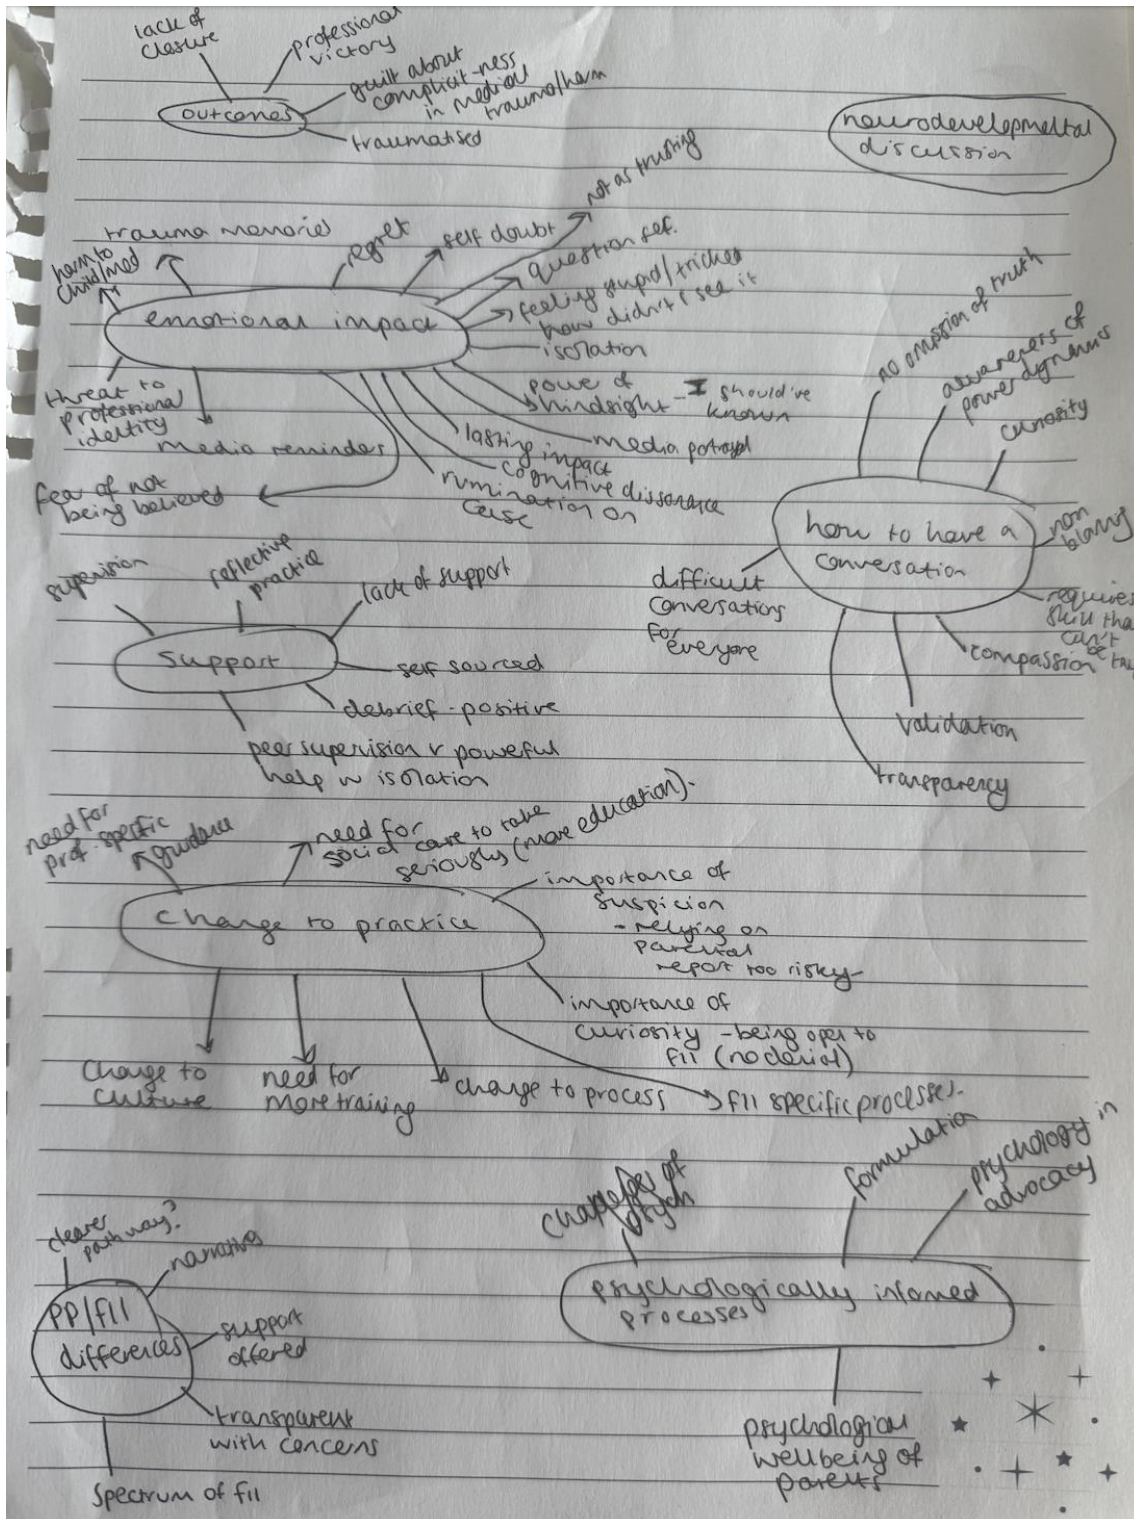 lack of
closure
professional
victory
guilt about
complicit-ness
in medical
trauma/harm
outcomes
traumatised
neurodevelopmental
discussion
trauma memories
harm to
child/med
regret
self doubt
not as trusting
question sef.
feeling stupid/tricked
how didn't I see it
isolation
emotional impact
power of
hindsight - I should've
known
threat to
professional
identity
media reminders
lasting impact
media portrayal
cognitive dissonance
rumination on
case
fear of not
being believed
no omission of truth
awareness of
power dynamics
curiosity
how to have a
conversation
non
blaming
difficult
conversations
for
everyone
requires
skill tha
can't
be
compassion
validation
transparency
supervision
reflective
practice
lack of support
support
self sourced
debrief - positive
peer supervision v powerful
help w isolation
need for
prof. specific
guidance
need for
social care to take
seriously (more education).
change to practice
importance of
suspicion
- relying on
parental
report too risky -
importance of
curiosity - being open to
FII (no denial)
change to
culture
need for
more training
change to process
FII specific processes.
of
psych
formulation
psychology in
advocacy
psychologically informed
processes
psychological
wellbeing of
parents
clearer
pathway?
narratives
PP/FII
differences
support
offered
transparent
with concerns
Spectrum of FII